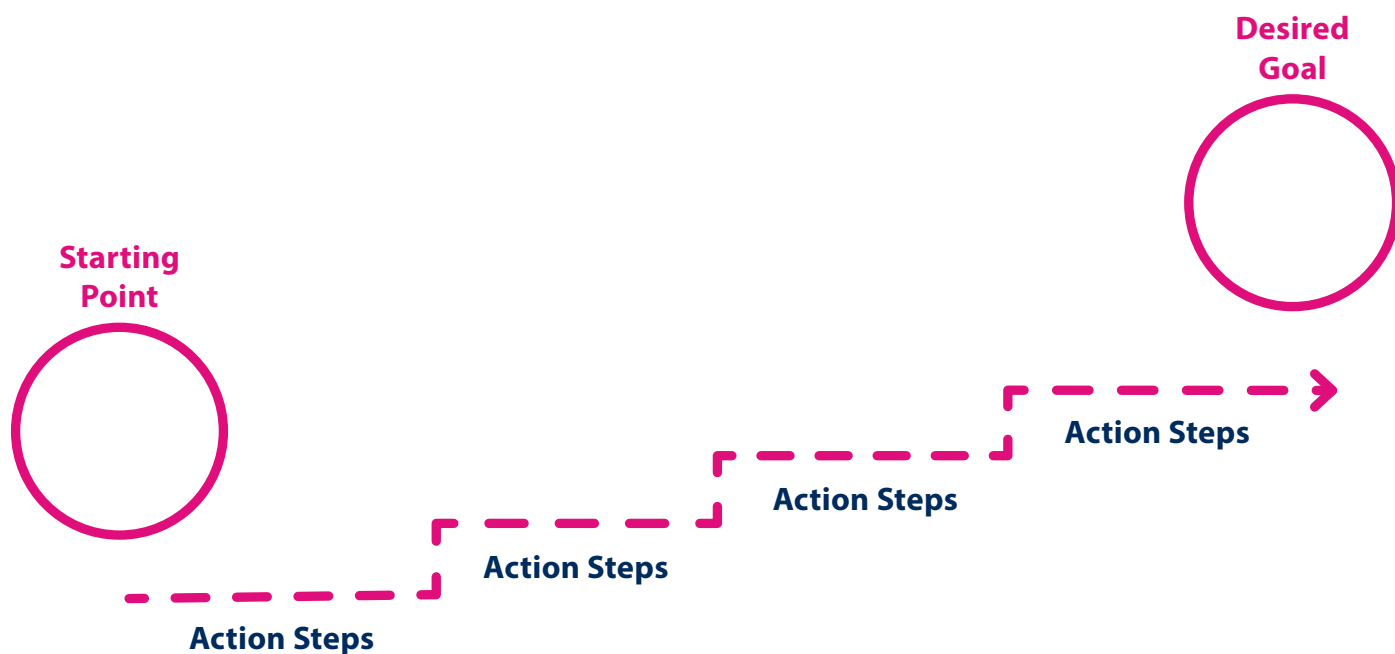 Desired
Goal
Starting
Point
Action Steps
Action Steps
Action Steps
Action Steps